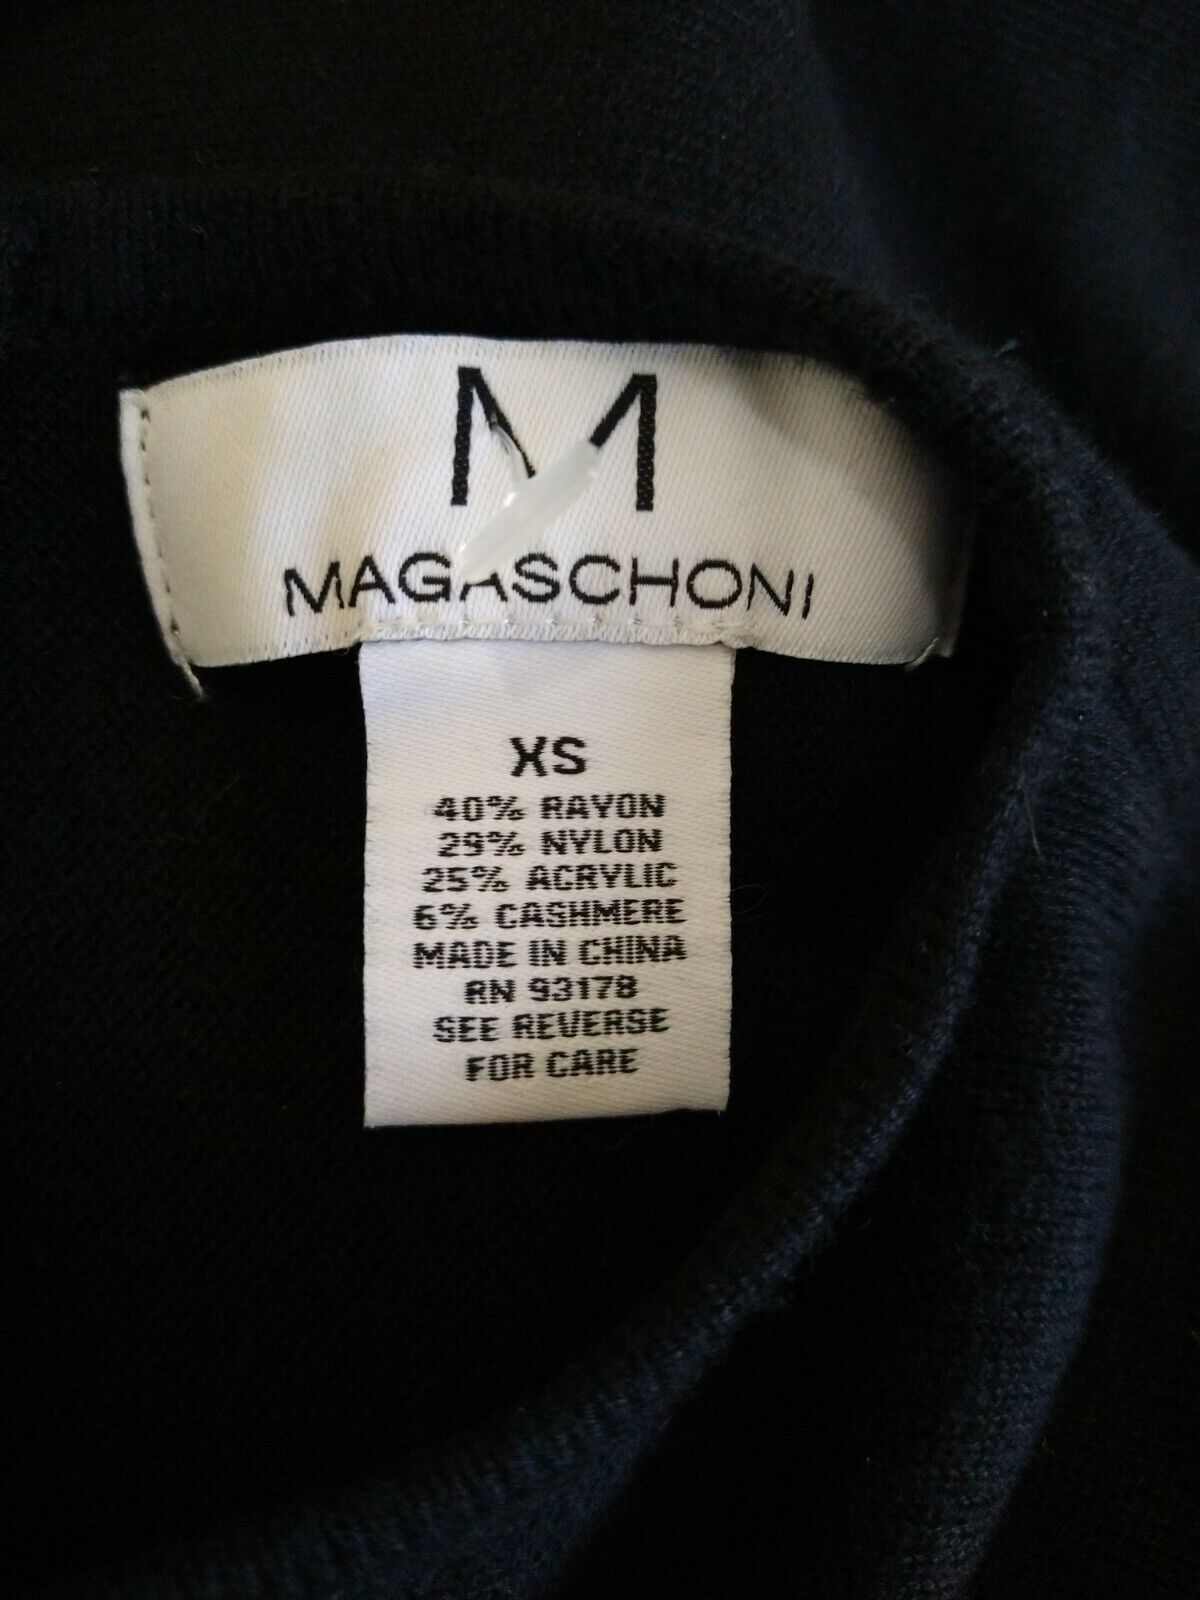 M
MAGASCHONI
XS
40% RAYON
29% NYLON
25% ACRYLIC
6% CASHMERE
MADE IN CHINA
RN 93178
SEE REVERSE
FOR CARE